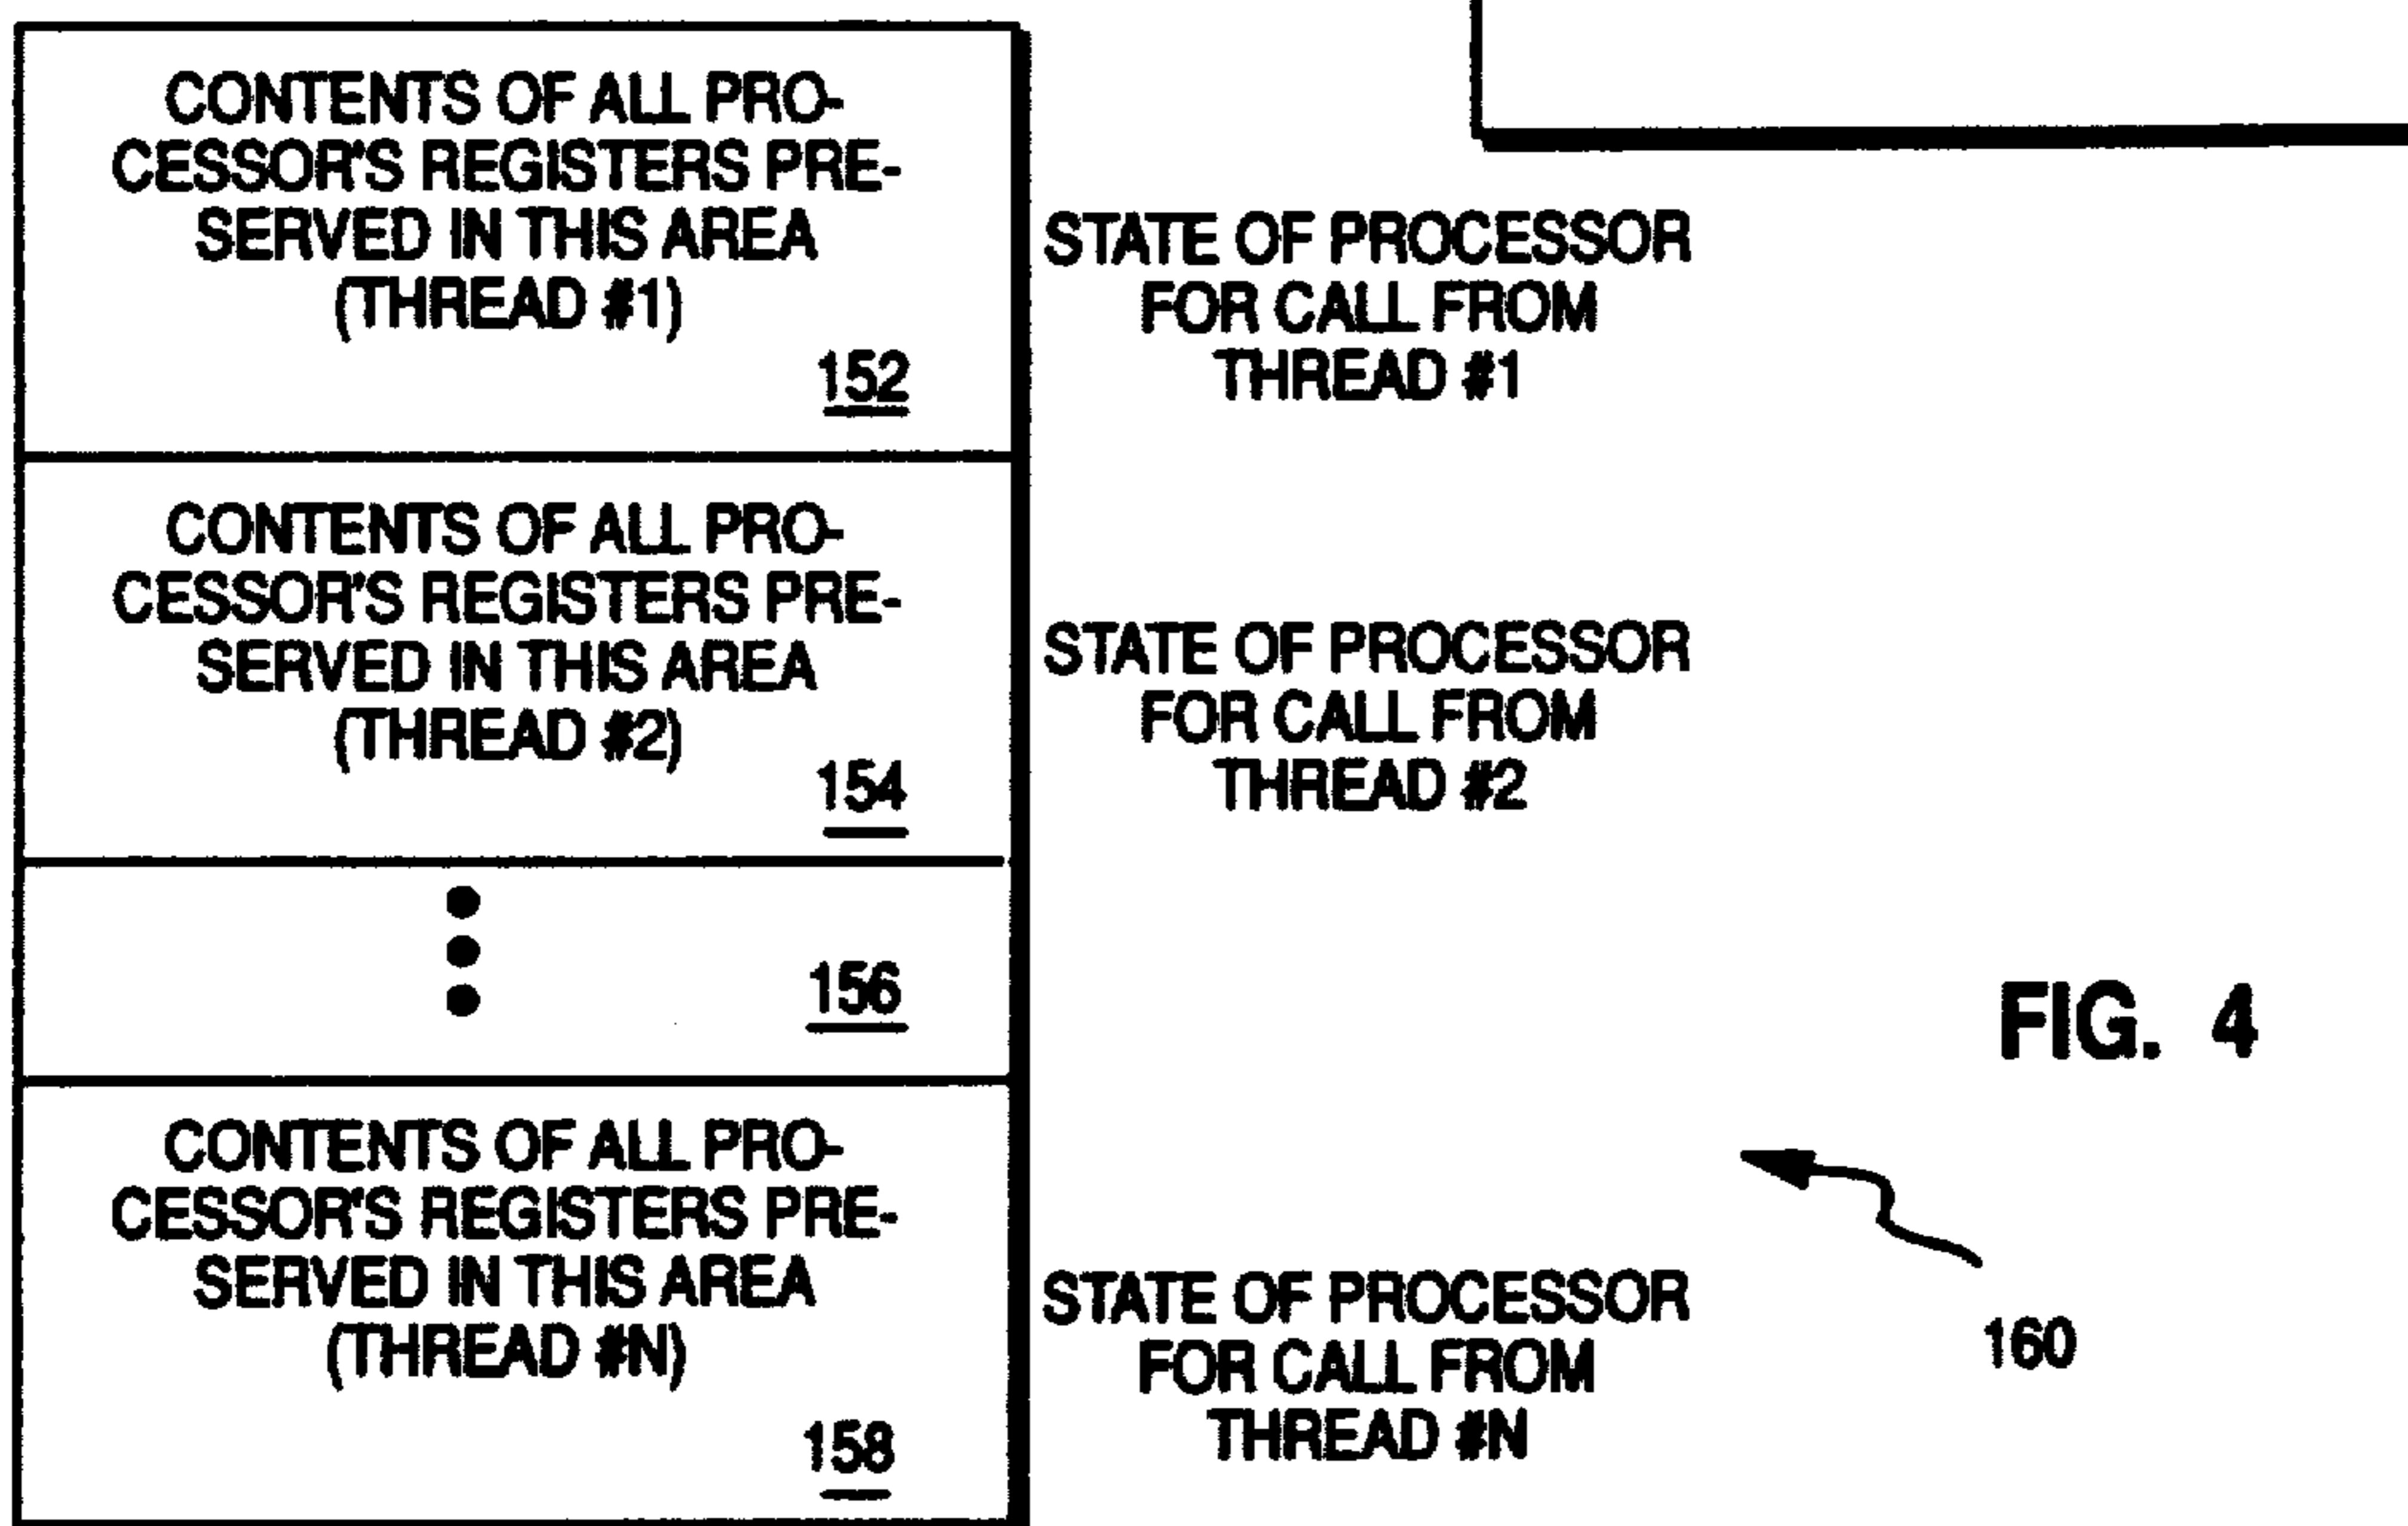 CONTENTS OF ALL PRO-
CESSOR'S REGISTERS PRE-
SERVED IN THIS AREA
(THREAD #1)
152
STATE OF PROCESSOR
FOR CALL FROM
THREAD #1
CONTENTS OF ALL PRO-
CESSOR'S REGISTERS PRE-
SERVED IN THIS AREA
(THREAD #2)
154
STATE OF PROCESSOR
FOR CALL FROM
THREAD #2
156
FIG. 4
CONTENTS OF ALL PRO-
CESSOR'S REGISTERS PRE-
SERVED IN THIS AREA
(THREAD #N)
158
STATE OF PROCESSOR
FOR CALL FROM
THREAD #N
160